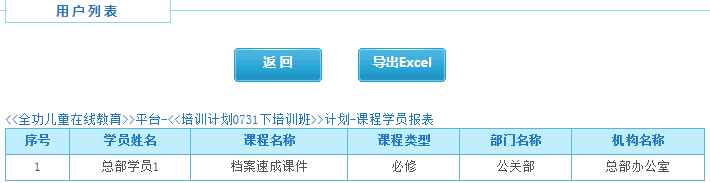 用户列表
返回 导出Excel
<<全功儿童在线教育>>平台-<<培训计划0731下培训班>>计划-课程学员报表
序号 学员姓名 课程名称 课程类型 部门名称 机构名称
1 总部学员1 档案速成课件 必修 公关部 总部办公室